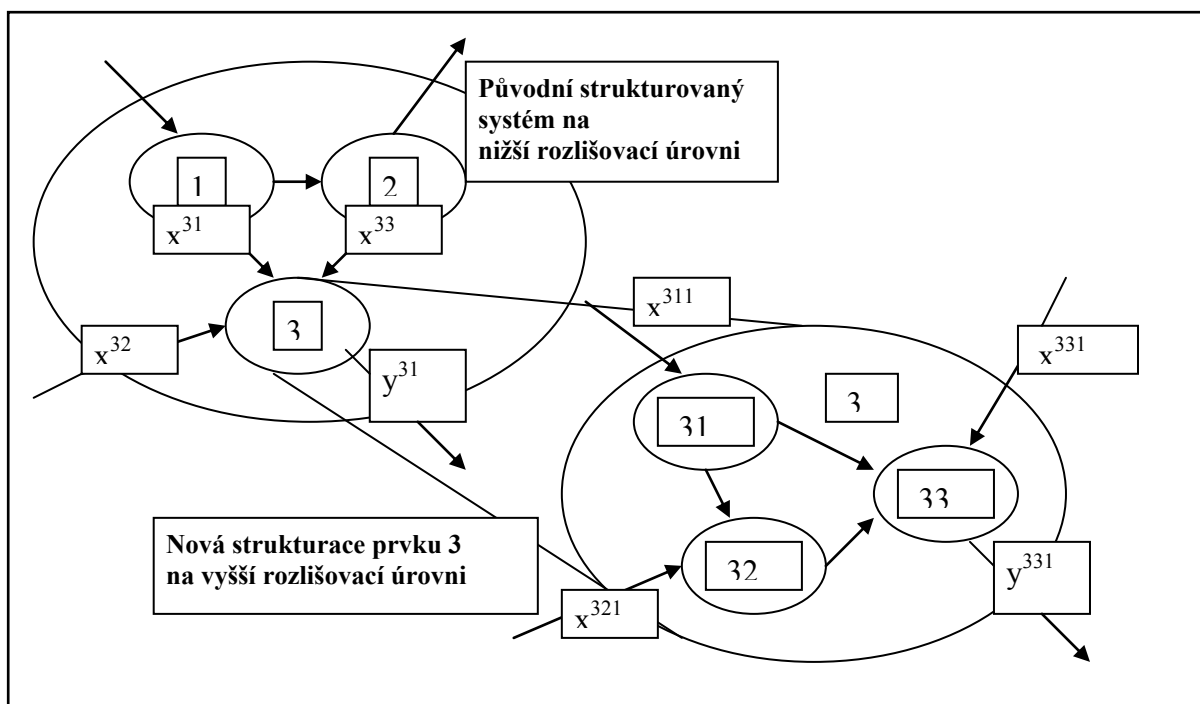 Původní strukturovaný
systém na
nižší rozlišovací úrovni
1
2
x³¹
x³³
3
x³²
y³¹
x³¹¹
x³³¹
3
31
33
32
Nová strukturace prvku 3
na vyšší rozlišovací úrovni
x³²¹
y³³¹